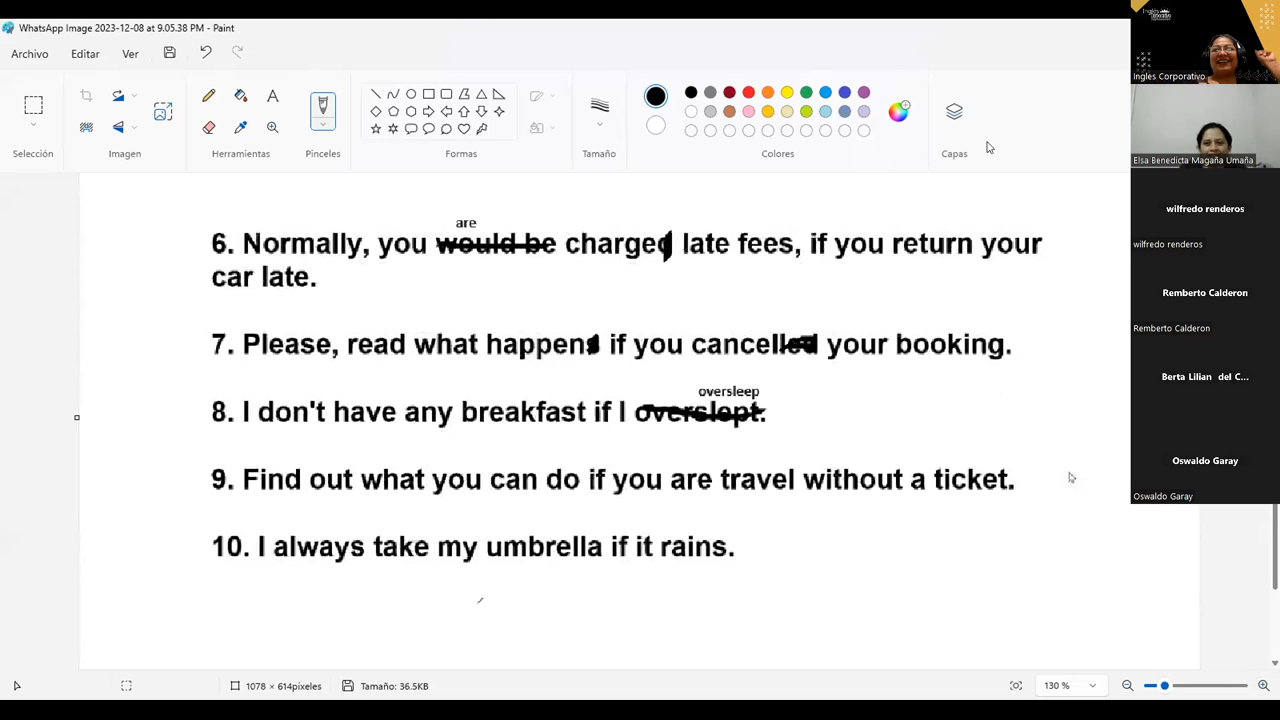 WhatsApp Image 2023-12-08 at 9.05.38 PM - Paint
Archivo Editar Ver
Selección Imagen Herramientas Pinceles Formas Tamaño Colores Capas
are
6. Normally, you would be charged late fees, if you return your
car late.
7. Please, read what happens if you cancelled your booking.
oversleep
8. I don't have any breakfast if I overslept.
9. Find out what you can do if you are travel without a ticket.
10. I always take my umbrella if it rains.
1078 × 614píxeles Tamaño: 36.5KB 130 %
Inglés Corporativo
Elsa Benedicta Magaña Umaña
wilfredo renderos
wilfredo renderos
Remberto Calderon
Remberto Calderon
Berta Lilian del C...
Oswaldo Garay
Oswaldo Garay